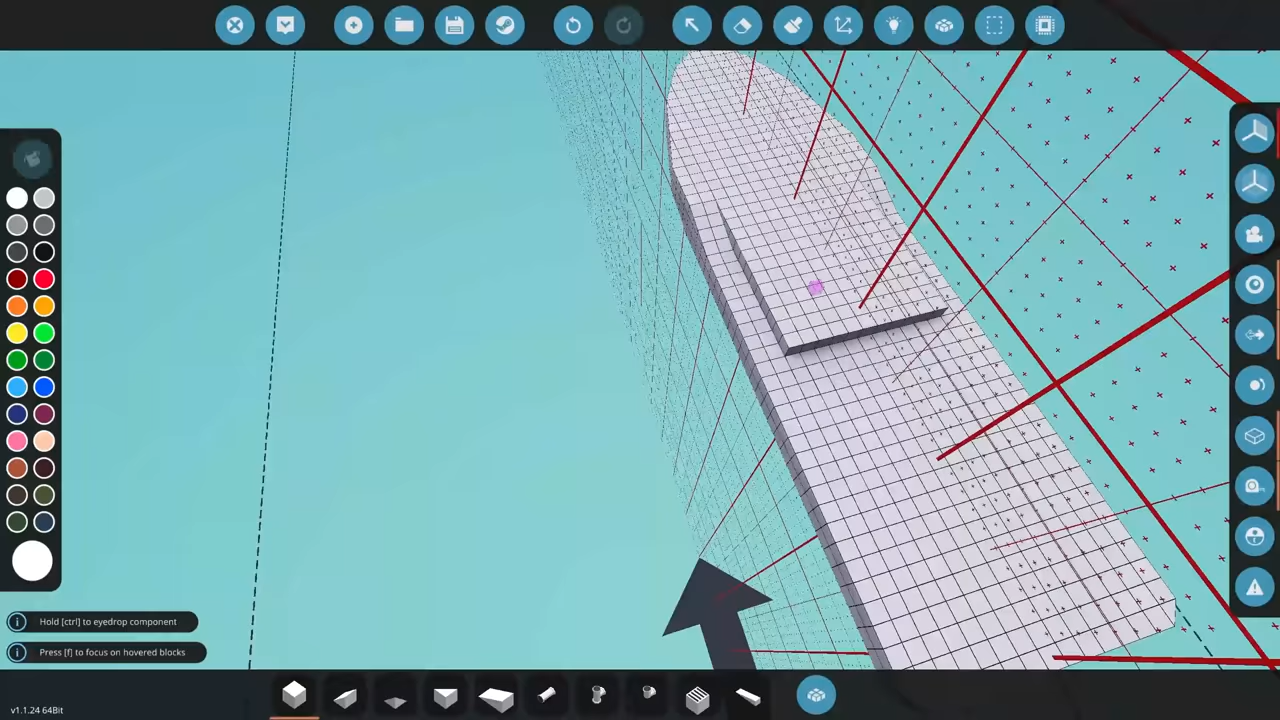 Hold [ctrl] to eyedrop component
Press [f] to focus on hovered blocks
v1.1.24 64Bit